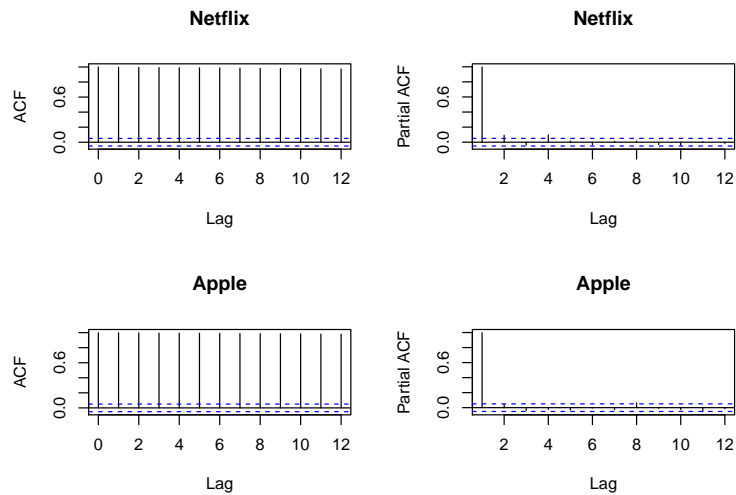 Netflix
ACF
0.0 0.6
0 2 4 6 8 10 12
Lag
Netflix
Partial ACF
0.0 0.6
2 4 6 8 10 12
Lag
Apple
ACF
0.0 0.6
0 2 4 6 8 10 12
Lag
Apple
Partial ACF
0.0 0.6
2 4 6 8 10 12
Lag